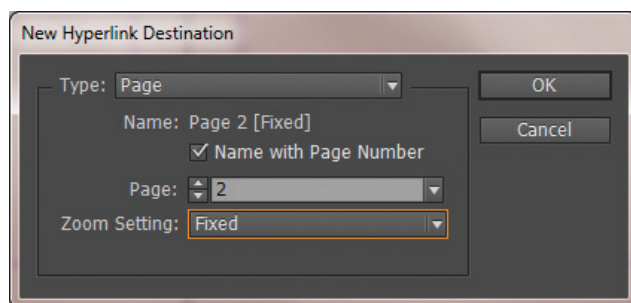 New Hyperlink Destination
Type: Page
OK
Name: Page 2 [Fixed]
Cancel
Name with Page Number
Page: 2
Zoom Setting: Fixed